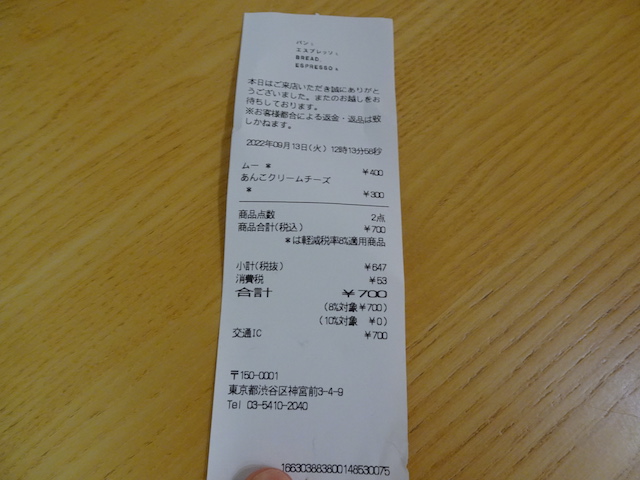 パンと
エスプレッソと
BREAD,
ESPRESSO &
本日はご来店いただき誠にありがと
うございました。またのお越しをお
待ちしております。
※お客様都合による返金・返品は致
しかねます。
2022年09月13日(火) 12時13分58秒
ムー * ¥400
あんこクリームチーズ
* ¥300
商品点数 2点
商品合計(税込) ¥700
*は軽減税率8%適用商品
小計(税抜) ¥647
消費税 ¥53
合計 ¥700
(8%対象 ¥700)
(10%対象 ¥0)
交通IC ¥700
〒150-0001
東京都渋谷区神宮前3-4-9
Tel 03-5410-2040
1663038838001485​30075